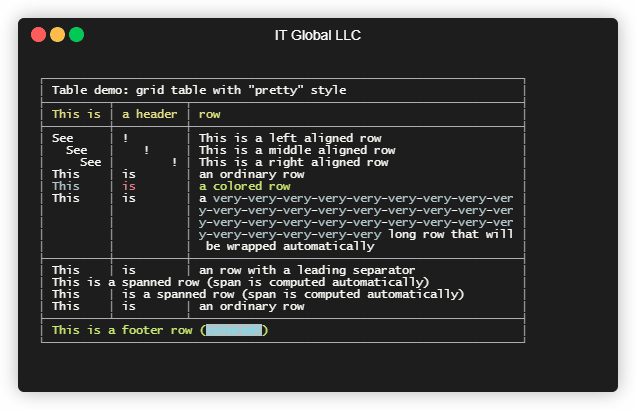 IT Global LLC
Table demo: grid table with "pretty" style
This is a header row
See ! This is a left aligned row
See ! This is a middle aligned row
See ! This is a right aligned row
This is an ordinary row
This is a colored row
This is a very-very-very-very-very-very-very-very-ver
y-very-very-very-very-very-very-very-very-ver
y-very-very-very-very-very-very-very-very-ver
y-very-very-very-very-very long row that will
be wrapped automatically
This is an row with a leading separator
This is a spanned row (span is computed automatically)
This is a spanned row (span is computed automatically)
This is an ordinary row
This is a footer row ( )